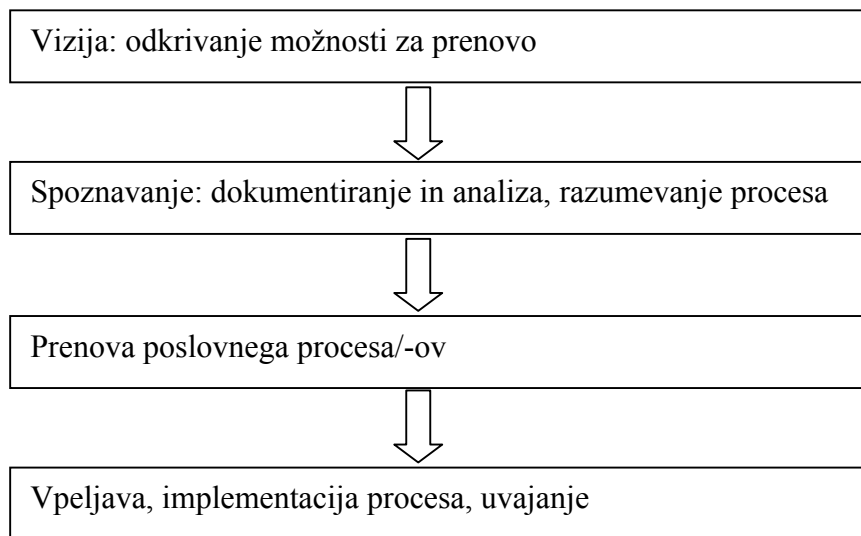 Vizija: odkrivanje možnosti za prenovo
Spoznavanje: dokumentiranje in analiza, razumevanje procesa
Prenova poslovnega procesa/-ov
Vpeljava, implementacija procesa, uvajanje